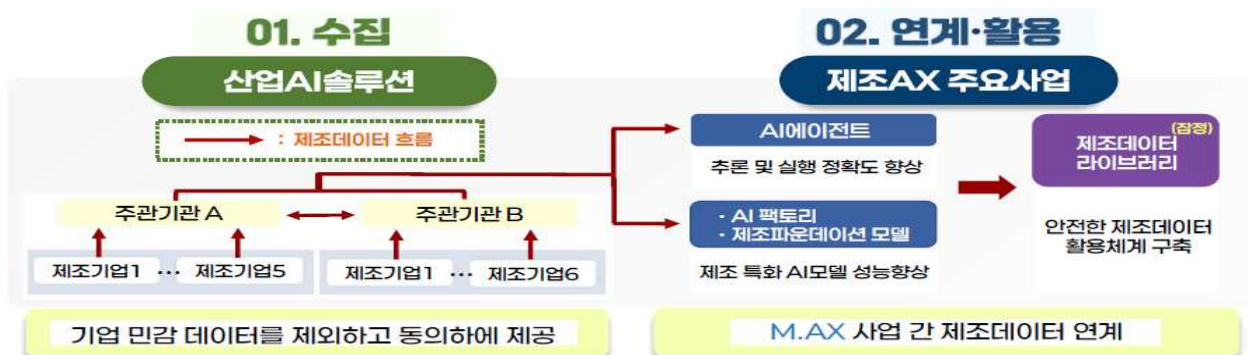 01. 수집
산업AI솔루션
: 제조데이터 흐름
주관기관 A
주관기관 B
제조기업1 ··· 제조기업5
제조기업1 ··· 제조기업6
기업 민감 데이터를 제외하고 동의하에 제공
02. 연계·활용
제조AX 주요사업
AI에이전트
추론 및 실행 정확도 향상
· AI 팩토리
· 제조파운데이션 모델
제조 특화 AI모델 성능향상
(잠정)
제조데이터
라이브러리
안전한 제조데이터
활용체계 구축
M.AX 사업 간 제조데이터 연계